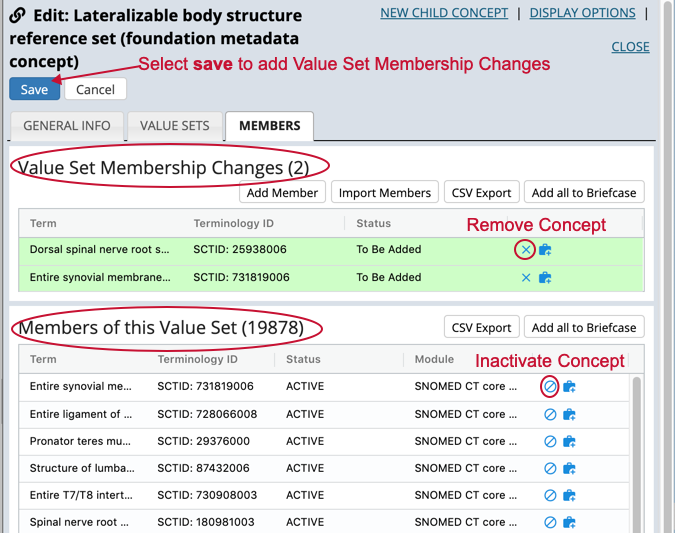 Edit: Lateralizable body structure
reference set (foundation metadata
concept)
NEW CHILD CONCEPT | DISPLAY OPTIONS |
CLOSE
Select save to add Value Set Membership Changes
Save Cancel
GENERAL INFO VALUE SETS MEMBERS
Value Set Membership Changes (2)
Add Member Import Members CSV Export Add all to Briefcase
Term Terminology ID Status
Remove Concept
Dorsal spinal nerve root s... SCTID: 25938006 To Be Added
Entire synovial membrane... SCTID: 731819006 To Be Added
Members of this Value Set (19878)
CSV Export Add all to Briefcase
Term Terminology ID Status Module
Inactivate Concept
Entire synovial me... SCTID: 731819006 ACTIVE SNOMED CT core ...
Entire ligament of ... SCTID: 728066008 ACTIVE SNOMED CT core ...
Pronator teres mu... SCTID: 29376000 ACTIVE SNOMED CT core ...
Structure of lumba... SCTID: 87432006 ACTIVE SNOMED CT core ...
Entire T7/T8 intert... SCTID: 730908003 ACTIVE SNOMED CT core ...
Spinal nerve root ... SCTID: 180981003 ACTIVE SNOMED CT core ...